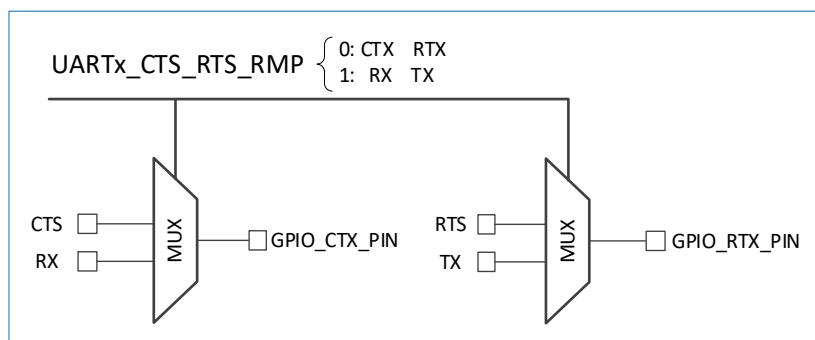 UARTx_CTS_RTS_RMP
0: CTX RTX
1: RX TX
CTS
RX
MUX
GPIO_CTX_PIN
RTS
TX
MUX
GPIO_RTX_PIN